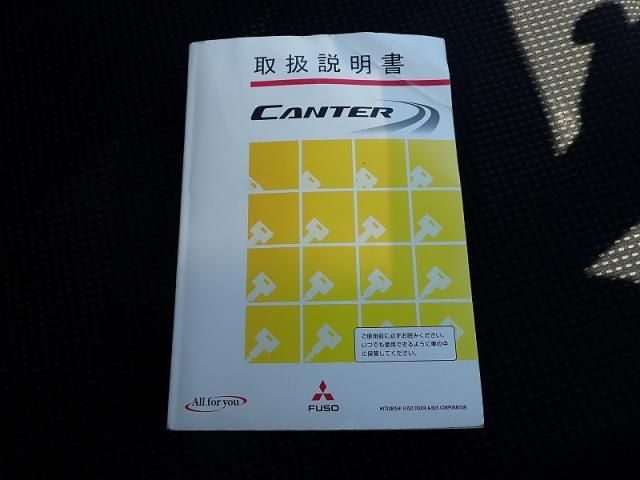 取扱説明書
CANTER
ご使用前に必ずお読みください。
いつでも使用できるように車の中
に保管してください。
All for you
FUSO
MITSUBISHI FUSO TRUCK & BUS CORPORATION